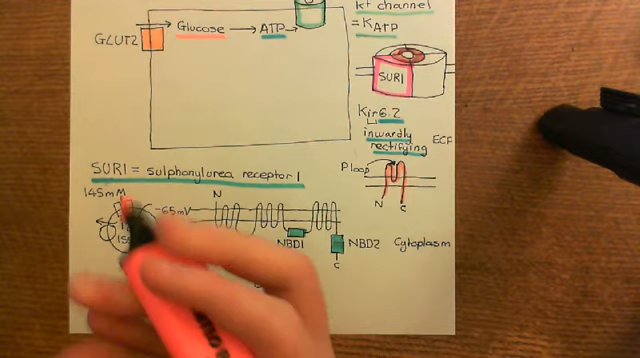 kt channel
= KATP
GLUT2
Glucose → ATP →
SUR1
Kir6.2
inwardly
rectifying
ECF
P loop
N C
SUR1 = sulphonylurea receptor 1
145mM
-65mV
N
NBD1
NBD2
Cytoplasm
C